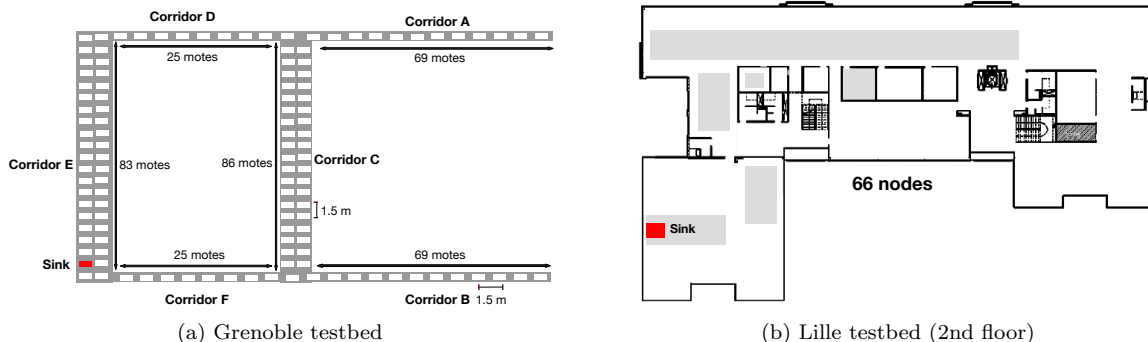 Corridor D
Corridor A
25 motes
69 motes
Corridor E
83 motes
86 motes
Corridor C
1.5 m
66 nodes
Sink
Sink
25 motes
69 motes
Corridor F
Corridor B
1.5 m
(a) Grenoble testbed
(b) Lille testbed (2nd floor)